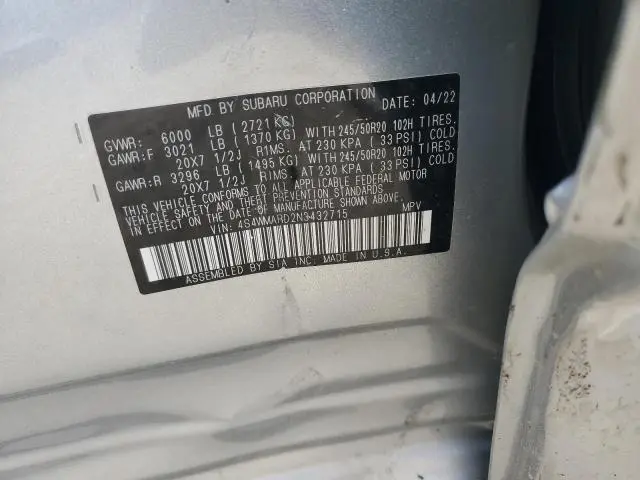 MFD. BY SUBARU CORPORATION DATE: 04/22
GVWR: 6000 LB (2721 KG)
GAWR:F 3021 LB (1370 KG) WITH 245/50R20 102H TIRES.
20X7 1/2J RIMS. AT 230 KPA (33 PSI) COLD
GAWR:R 3296 LB (1495 KG) WITH 245/50R20 102H TIRES.
20X7 1/2J RIMS. AT 230 KPA (33 PSI) COLD
THIS VEHICLE CONFORMS TO ALL APPLICABLE FEDERAL MOTOR
VEHICLE SAFETY AND THEFT PREVENTION STANDARDS
IN EFFECT ON THE DATE OF MANUFACTURE SHOWN ABOVE.
VIN: 4S4WMARD2N3432715 MPV
ASSEMBLED BY SIA INC. MADE IN U.S.A.